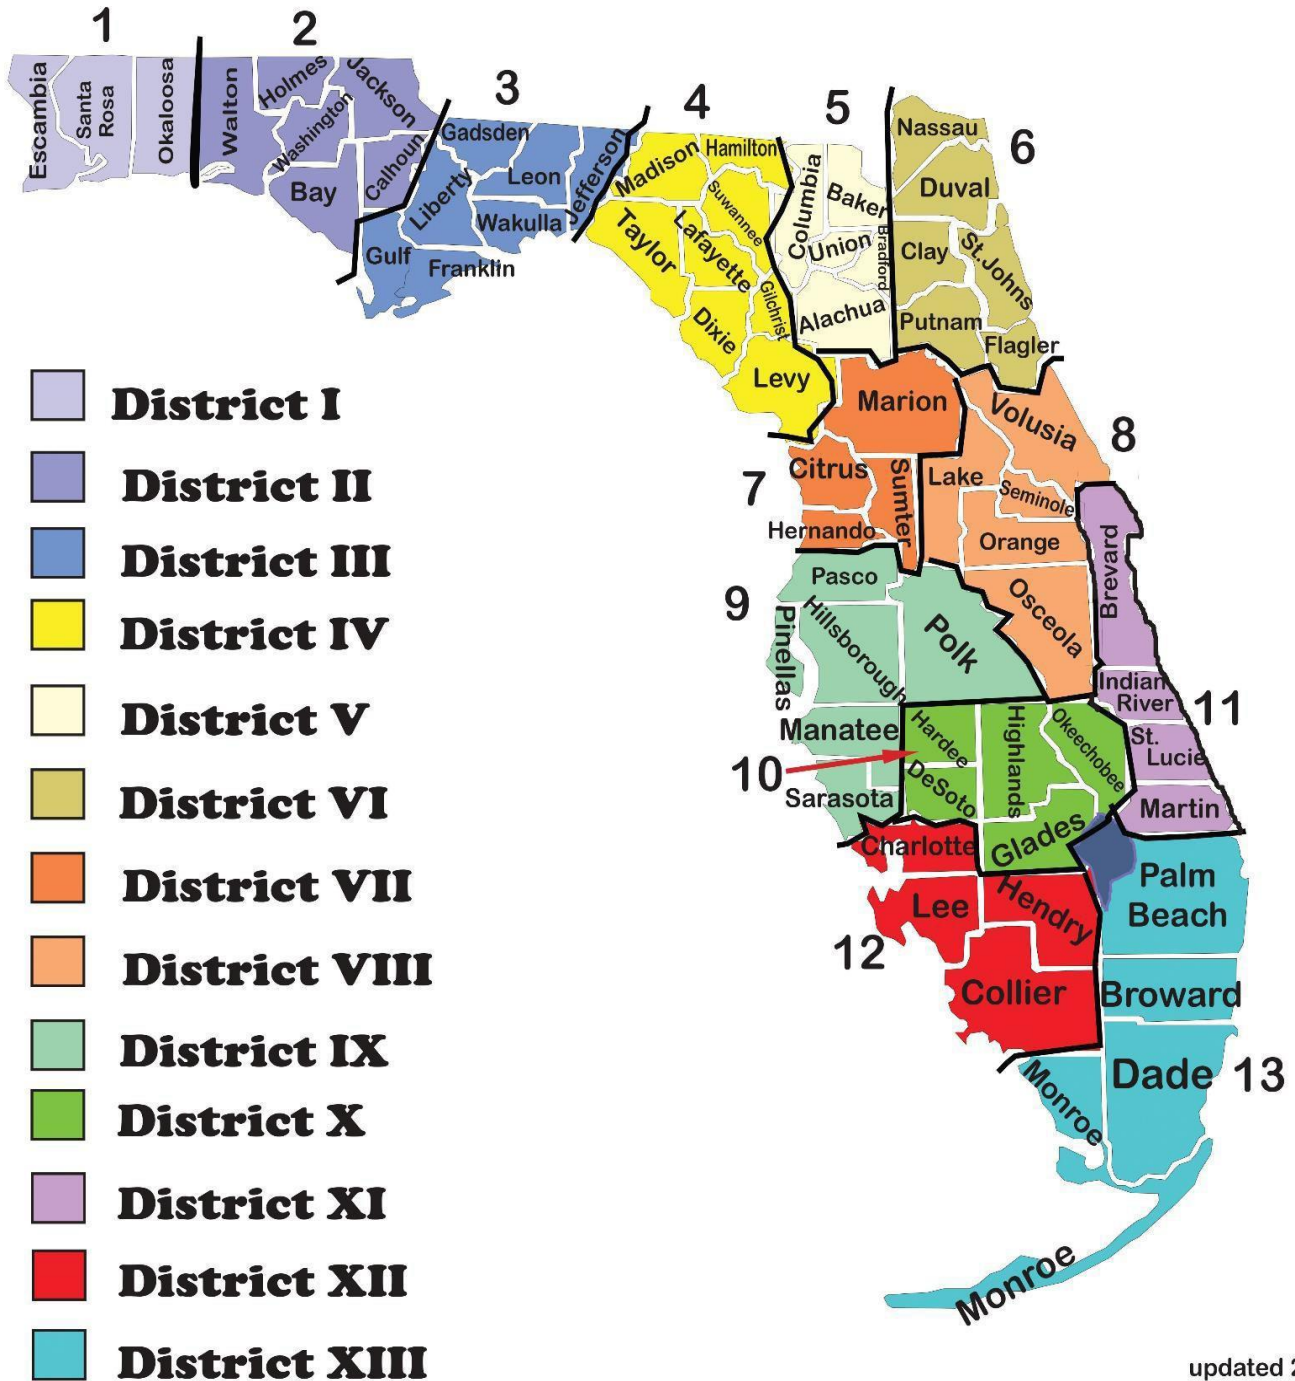 1
2
3
4
5
6
Escambia
Santa
Rosa
Okaloosa
Walton
Holmes
Washington
Jackson
Bay
Calhoun
Gadsden
Liberty
Leon
Wakulla
Jefferson
Gulf
Franklin
Madison
Hamilton
Suwannee
Taylor
Lafayette
Gilchrist
Dixie
Levy
Columbia
Baker
Union
Bradford
Alachua
Nassau
Duval
Clay
St.Johns
Putnam
Flagler
7
8
Marion
Citrus
Sumter
Hernando
Volusia
Lake
Seminole
Orange
Osceola
9
Pasco
Pinellas
Hillsborough
Polk
Manatee
Sarasota
10
Hardee
DeSoto
Highlands
Okeechobee
Glades
11
Brevard
Indian
River
St.
Lucie
Martin
12
Charlotte
Lee
Hendry
Collier
13
Palm
Beach
Broward
Dade
Monroe
Monroe
District I
District II
District III
District IV
District V
District VI
District VII
District VIII
District IX
District X
District XI
District XII
District XIII
updated 2